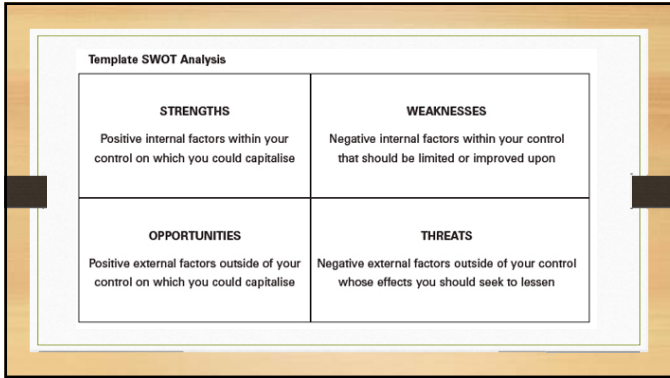 Template SWOT Analysis
STRENGTHS
Positive internal factors within your
control on which you could capitalise
WEAKNESSES
Negative internal factors within your control
that should be limited or improved upon
OPPORTUNITIES
Positive external factors outside of your
control on which you could capitalise
THREATS
Negative external factors outside of your control
whose effects you should seek to lessen